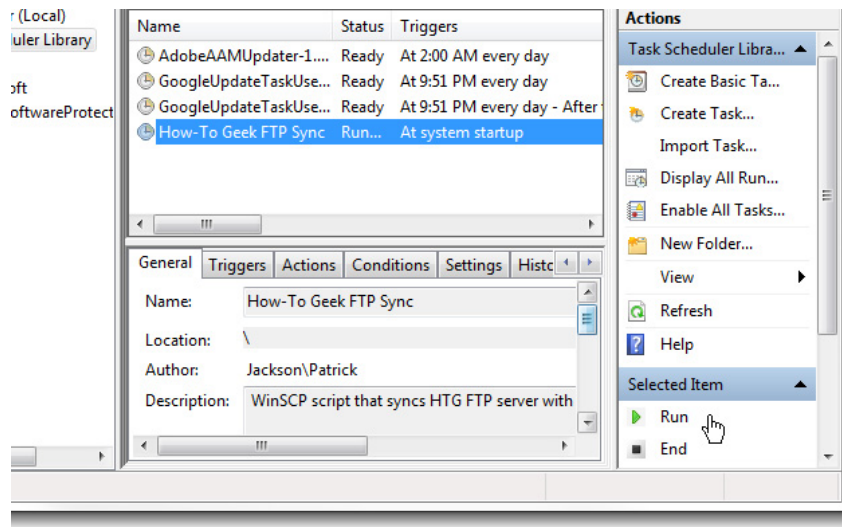 r (Local)
uler Library
oft
oftwareProtect
Name Status Triggers
AdobeAAMUpdater-1.... Ready At 2:00 AM every day
GoogleUpdateTaskUse... Ready At 9:51 PM every day
GoogleUpdateTaskUse... Ready At 9:51 PM every day - After
How-To Geek FTP Sync Run... At system startup
General Triggers Actions Conditions Settings Histc
Name: How-To Geek FTP Sync
Location: \
Author: Jackson\Patrick
Description: WinSCP script that syncs HTG FTP server with
Actions
Task Scheduler Libra...
Create Basic Ta...
Create Task...
Import Task...
Display All Run...
Enable All Tasks...
New Folder...
View
Refresh
Help
Selected Item
Run
End